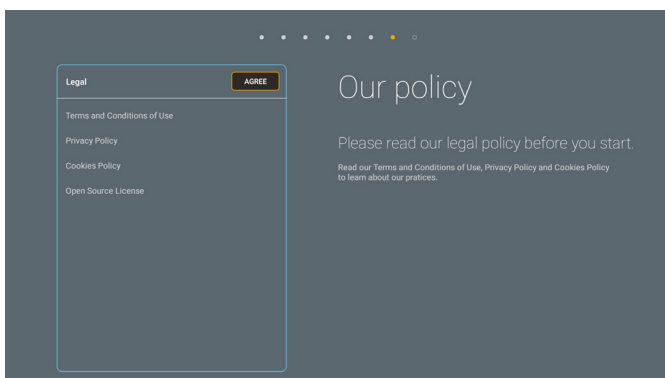 Legal
AGREE
Terms and Conditions of Use
Privacy Policy
Cookies Policy
Open Source License
Our policy
Please read our legal policy before you start.
Read our Terms and Conditions of Use, Privacy Policy and Cookies Policy
to learn about our pratices.